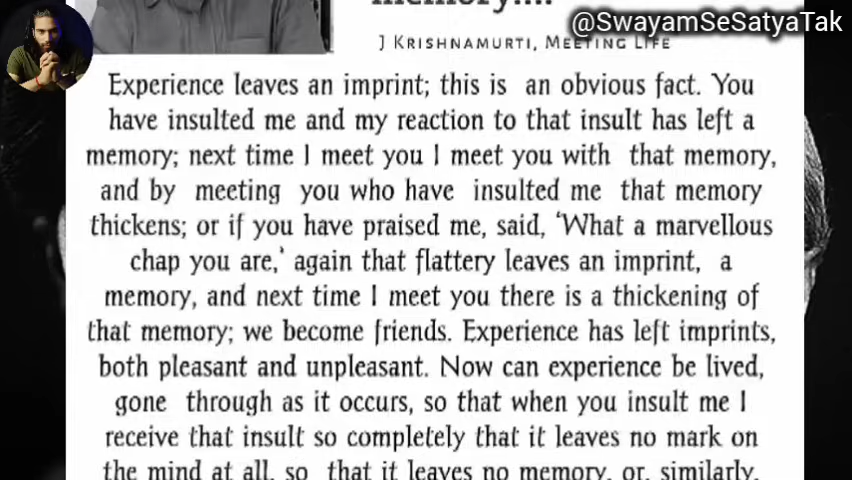 memory....
@SwayamSeSatyaTak
J KRISHNAMURTI, MEETING LIFE
Experience leaves an imprint; this is an obvious fact. You
have insulted me and my reaction to that insult has left a
memory; next time I meet you I meet you with that memory,
and by meeting you who have insulted me that memory
thickens; or if you have praised me, said, ‘What a marvellous
chap you are,’ again that flattery leaves an imprint, a
memory, and next time I meet you there is a thickening of
that memory; we become friends. Experience has left imprints,
both pleasant and unpleasant. Now can experience be lived,
gone through as it occurs, so that when you insult me I
receive that insult so completely that it leaves no mark on
the mind at all, so that it leaves no memory, or, similarly,